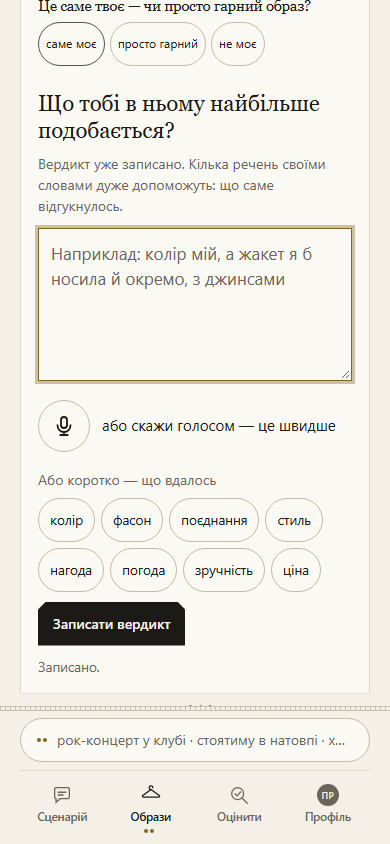 Це саме твоє — чи просто гарний образ?
саме моє просто гарний не моє
Що тобі в ньому найбільше
подобається?
Вердикт уже записано. Кілька речень своїми
словами дуже допоможуть: що саме
відгукнулось.
Наприклад: колір мій, а жакет я б
носила й окремо, з джинсами
або скажи голосом — це швидше
Або коротко — що вдалось
колір фасон поєднання стиль
нагода погода зручність ціна
Записати вердикт
Записано.
рок-концерт у клубі · стоятиму в натовпі · х...
ПР
Сценарій Образи Оцінити Профіль